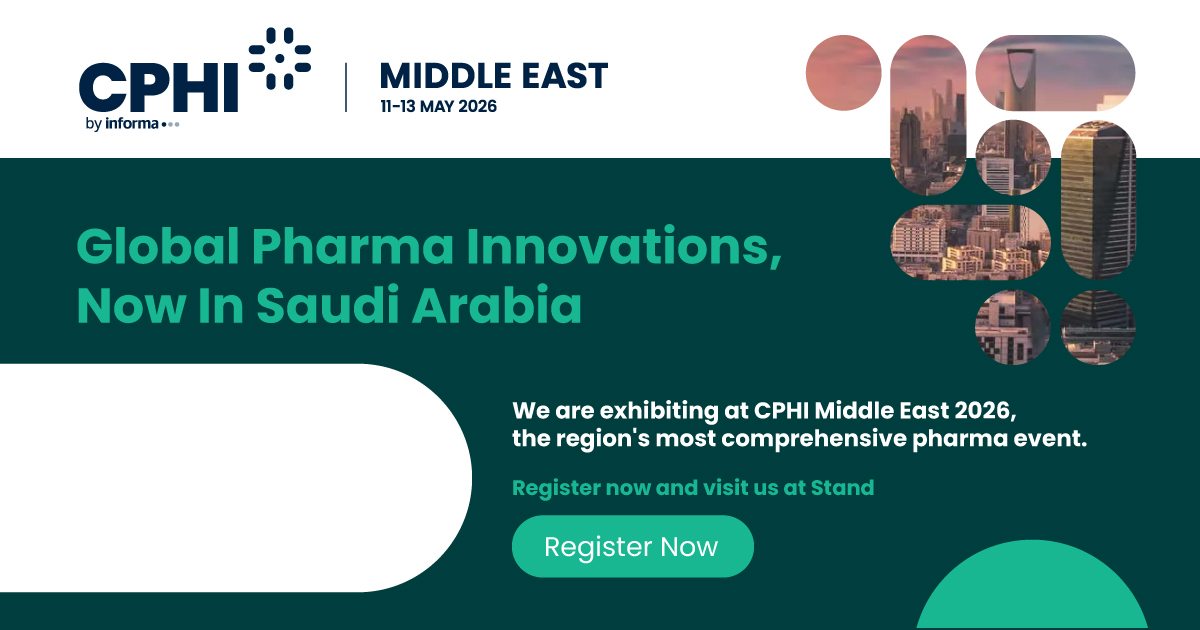 CPHI
by informa
MIDDLE EAST
11-13 MAY 2026
Global Pharma Innovations,
Now In Saudi Arabia
We are exhibiting at CPHI Middle East 2026,
the region's most comprehensive pharma event.
Register now and visit us at Stand
Register Now